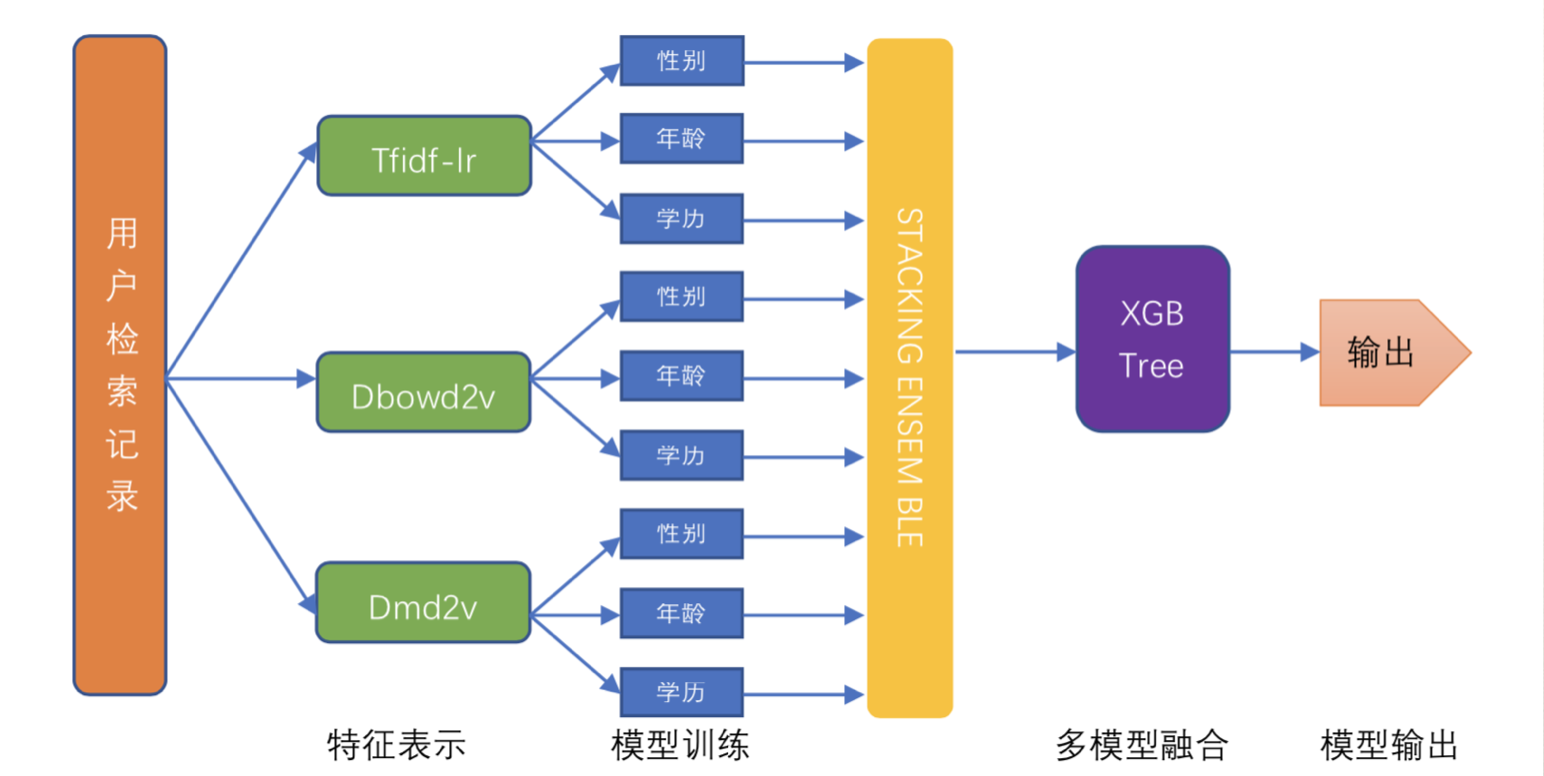 用户检索记录
Tfidf-lr
Dbowd2v
Dmd2v
性别
年龄
学历
性别
年龄
学历
性别
年龄
学历
STACKING ENSEM BLE
XGB
Tree
输出
特征表示
模型训练
多模型融合
模型输出